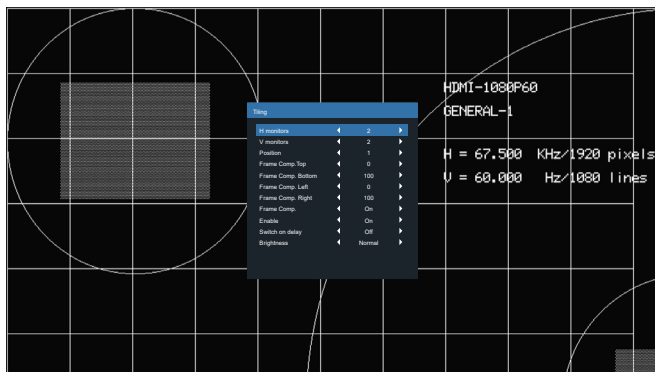 HDMI-1080P60
GENERAL-1
H = 67.500 KHz/1920 pixels
V = 60.000 Hz/1080 lines
Tiling
H monitors 2
V monitors 2
Position 1
Frame Comp.Top 0
Frame Comp. Bottom 100
Frame Comp. Left 0
Frame Comp. Right 100
Frame Comp. On
Enable On
Switch on delay Off
Brightness Normal